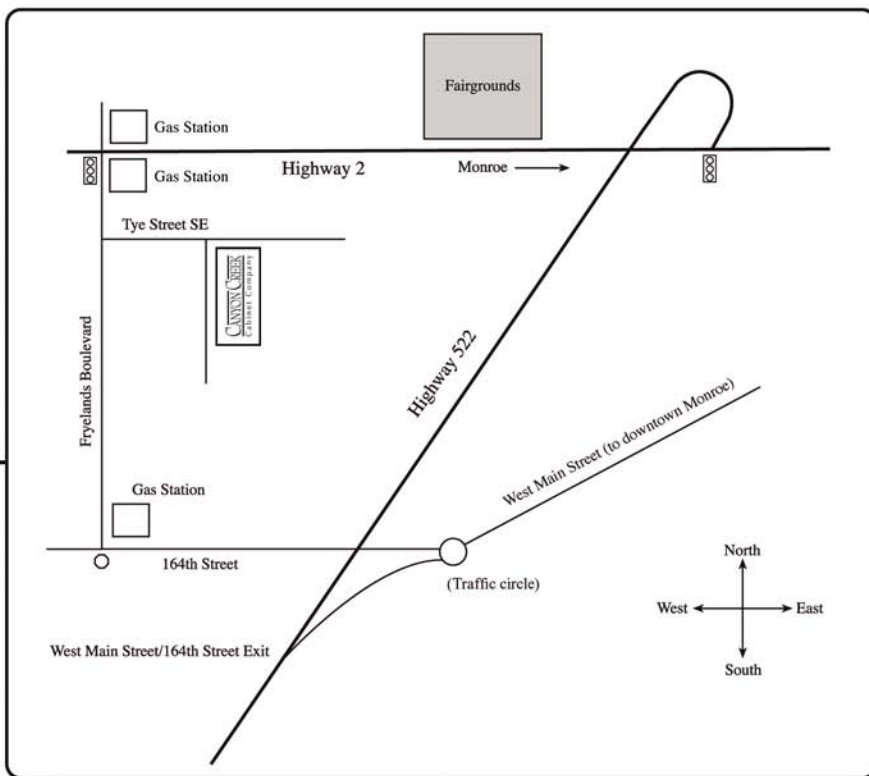 Fairgrounds
Gas Station
Gas Station
Highway 2
Monroe
Tye Street SE
CANYON CREEK
Cabinet Company
Fryelands Boulevard
Highway 522
West Main Street (to downtown Monroe)
Gas Station
164th Street
(Traffic circle)
West Main Street/164th Street Exit
North
West
East
South